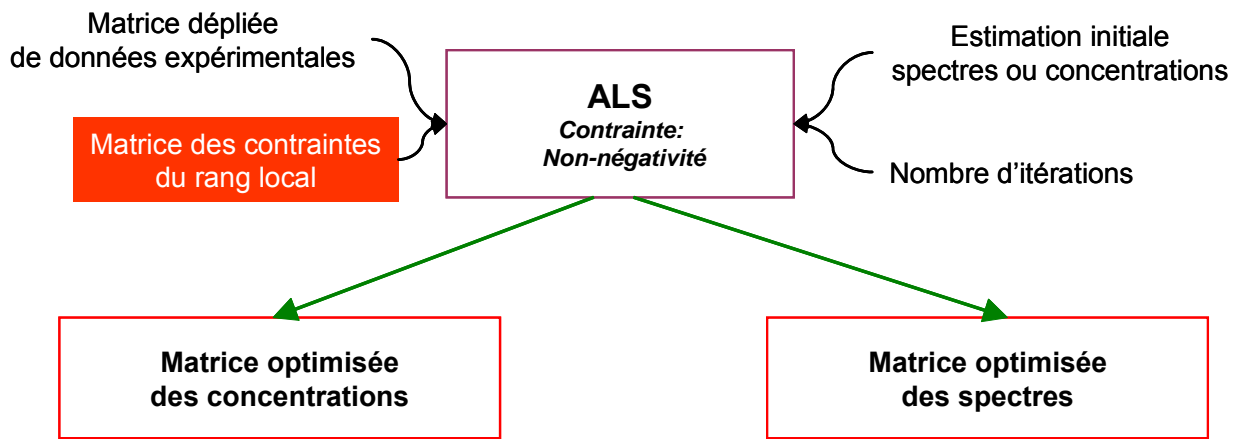 Matrice dépliée
de données expérimentales
Matrice des contraintes
du rang local
ALS
Contrainte:
Non-négativité
Estimation initiale
spectres ou concentrations
Nombre d'itérations
Matrice optimisée
des concentrations
Matrice optimisée
des spectres